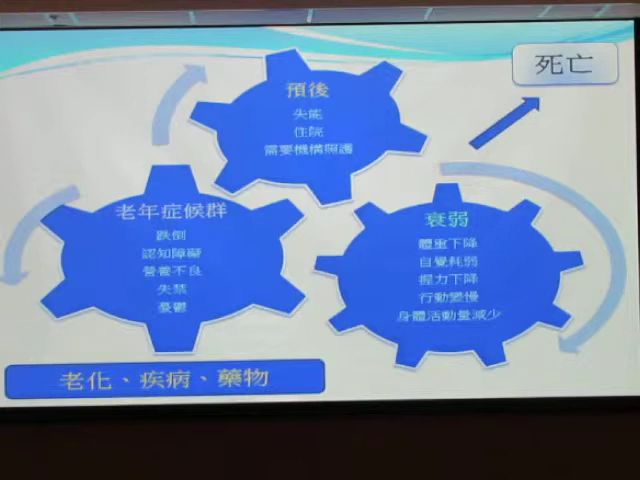 死亡
預後
失能
住院
需要機構照護
老年症候群
跌倒
認知障礙
營養不良
失禁
憂鬱
衰弱
體重下降
自覺耗弱
握力下降
行動變慢
身體活動量減少
老化、疾病、藥物